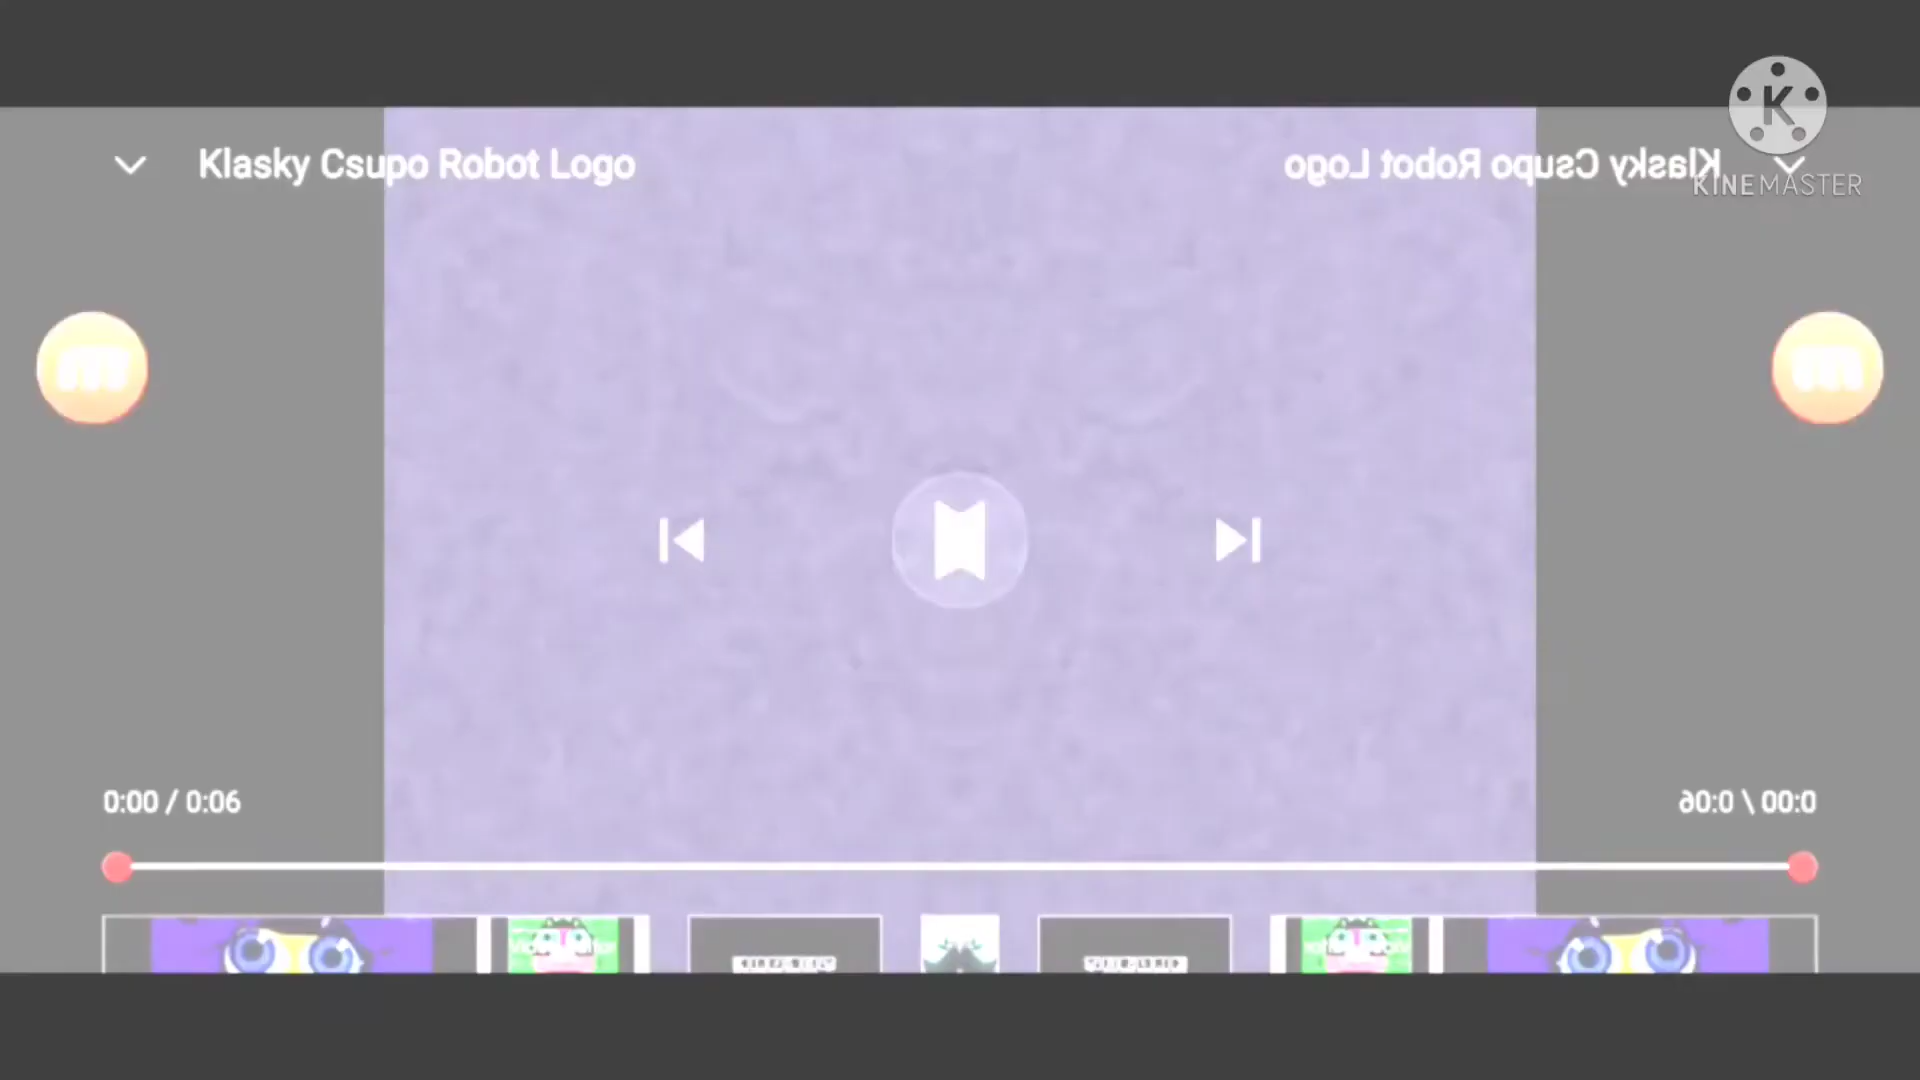 Klasky Csupo Robot Logo
Klasky Csupo Robot Logo
K
KINEMASTER
m
m
0:00 / 0:06
0:00 / 0:06